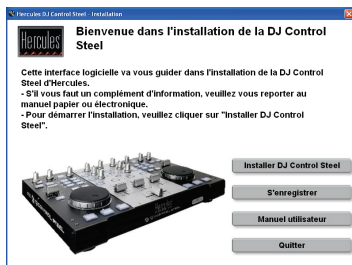 Hercules DJ Control Steel - Installation
Hercules
Bienvenue dans l'installation de la DJ Control
Steel
Cette interface logicielle va vous guider dans l'installation de la DJ Control
Steel d'Hercules.
- S'il vous faut un complément d'information, veuillez vous reporter au
manuel papier ou électronique.
- Pour démarrer l'installation, veuillez cliquer sur "Installer DJ Control
Steel".
Installer DJ Control Steel
S'enregistrer
Manuel utilisateur
Quitter